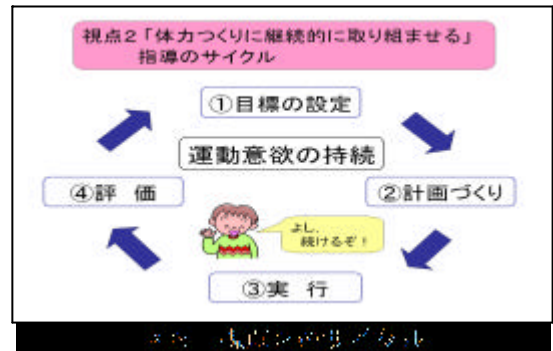 視点2「体力つくりに継続的に取り組ませる」
指導のサイクル
①目標の設定
運動意欲の持続
④評 価
②計画づくり
よし、
続けるぞ！
③実 行